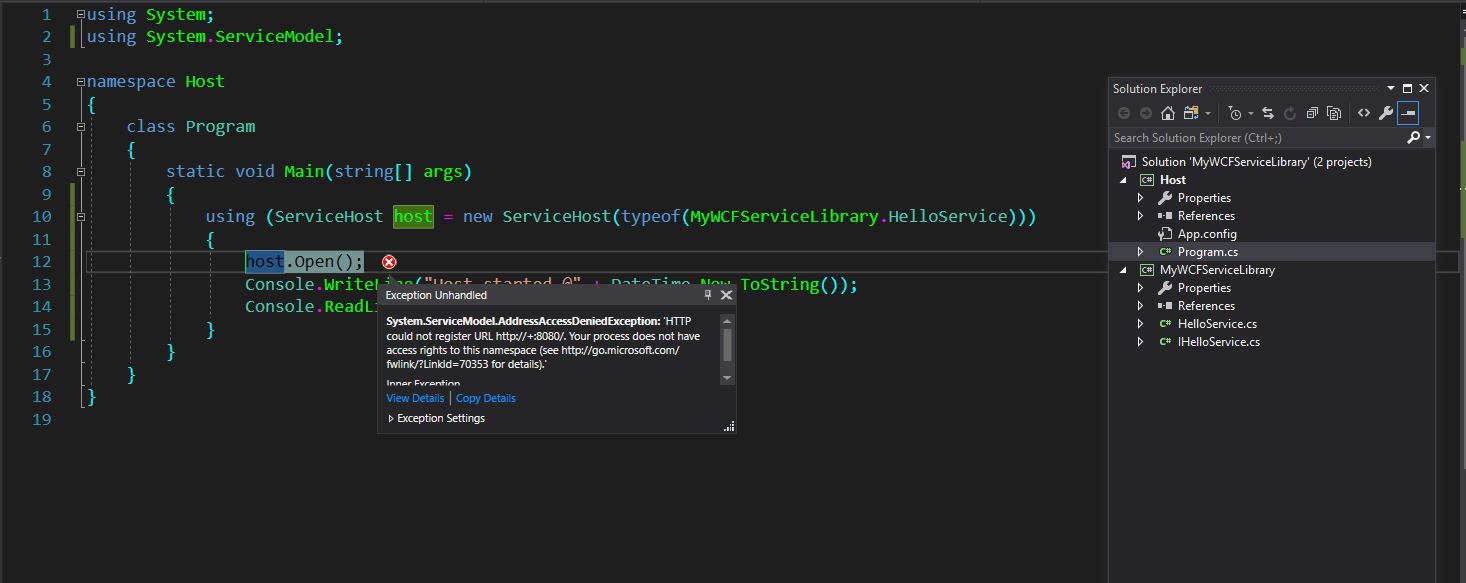 1 using System;
2 using System.ServiceModel;
3
4 namespace Host
5 {
6 class Program
7 {
8 static void Main(string[] args)
9 {
10 using (ServiceHost host = new ServiceHost(typeof(MyWCFServiceLibrary.HelloService)))
11 {
12 host.Open();
13 Console.WriteLine("Host started @" + DateTime.Now.ToString());
14 Console.ReadL
15 }
16 }
17 }
18 }
19
Exception Unhandled
System.ServiceModel.AddressAccessDeniedException: 'HTTP
could not register URL http://+:8080/. Your process does not have
access rights to this namespace (see http://go.microsoft.com/
fwlink/?LinkId=70353 for details).'
Inner Exception
View Details | Copy Details
Exception Settings
Solution Explorer
Search Solution Explorer (Ctrl+;)
Solution 'MyWCFServiceLibrary' (2 projects)
C# Host
Properties
References
App.config
C# Program.cs
C# MyWCFServiceLibrary
Properties
References
C# HelloService.cs
C# IHelloService.cs